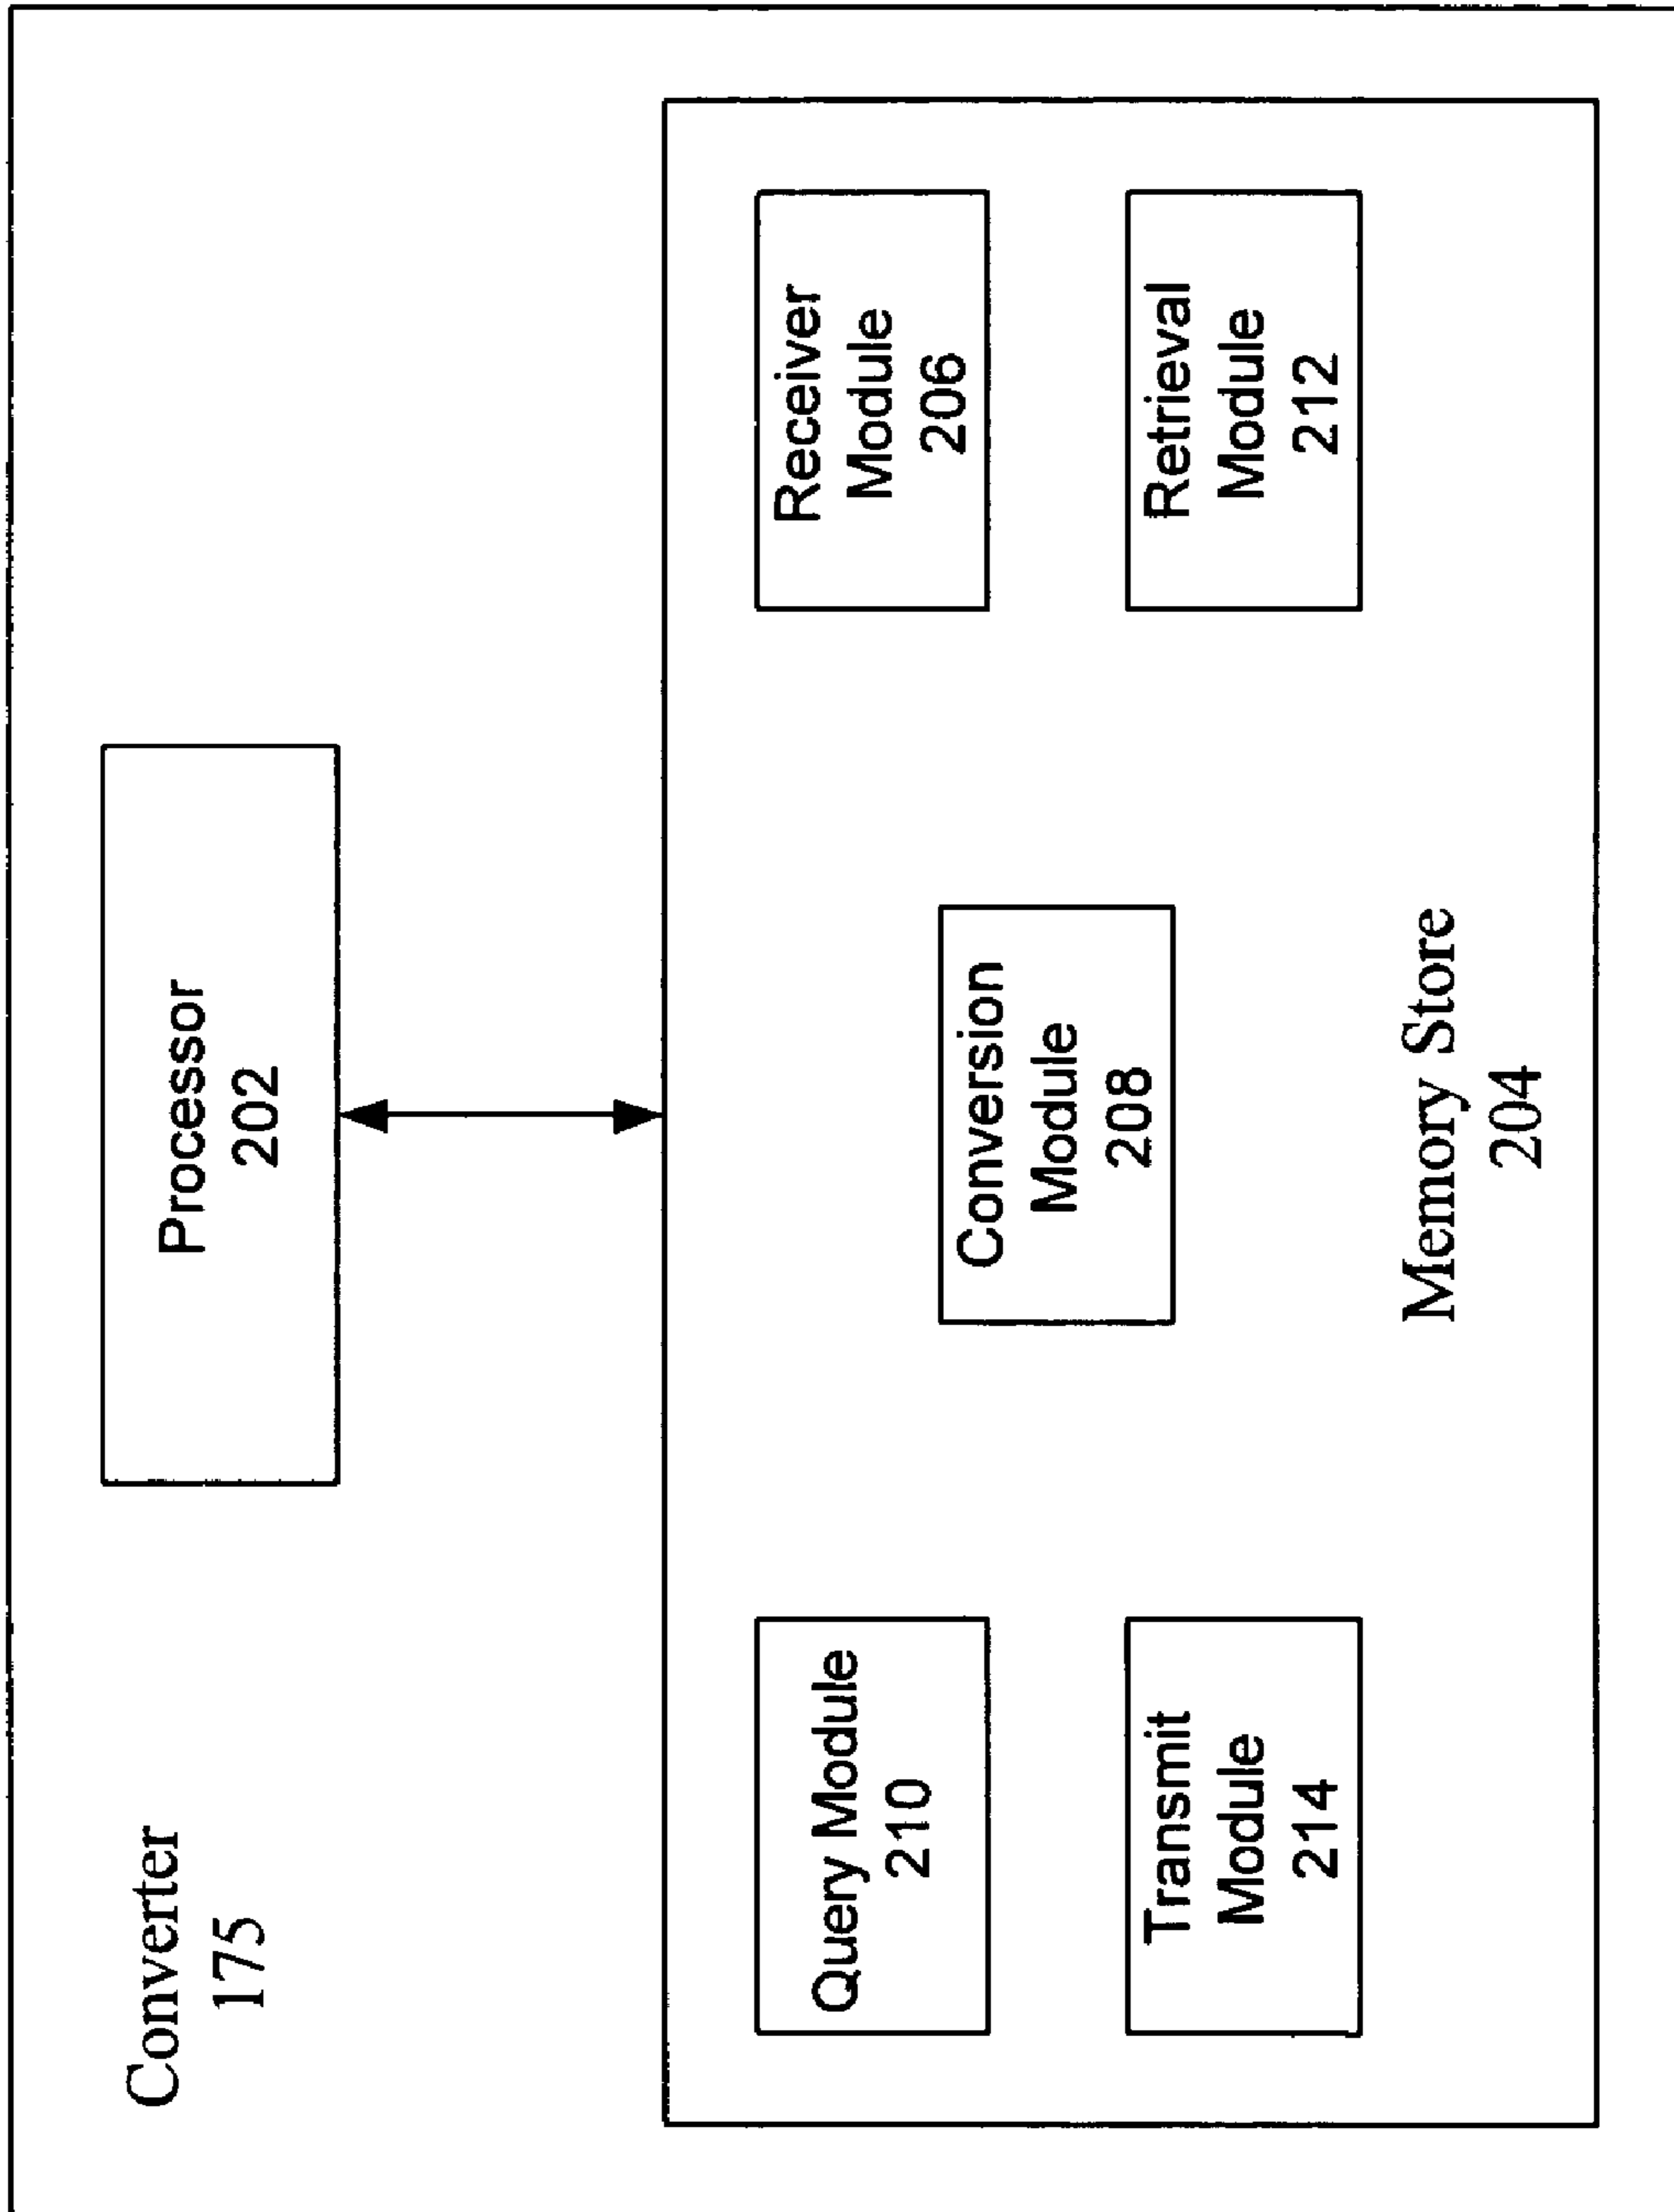 Converter
175
Processor
202
Query Module
210
Receiver
Module
206
Conversion
Module
208
Transmit
Module
214
Retrieval
Module
212
Memory Store
204